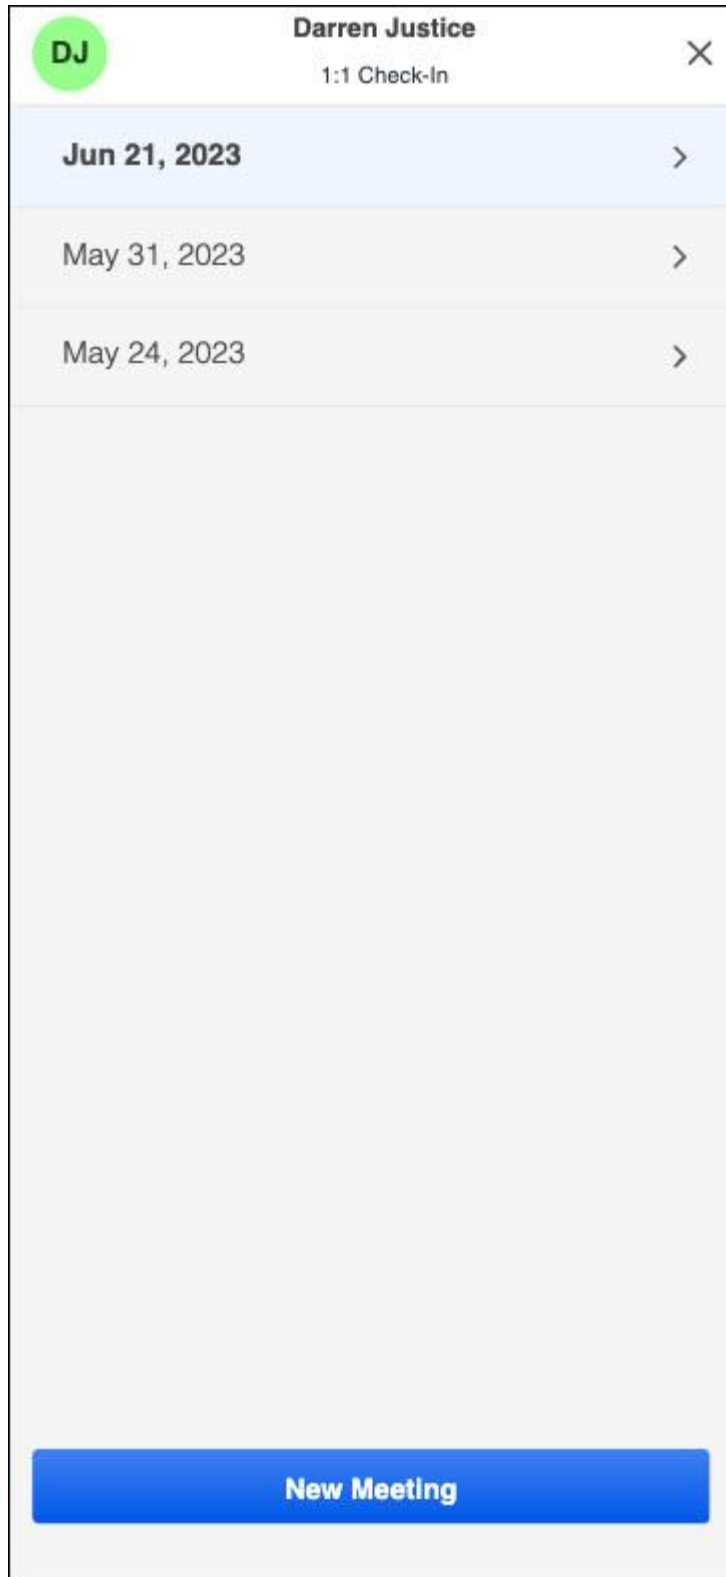 DJ
Darren Justice
1:1 Check-In
Jun 21, 2023
May 31, 2023
May 24, 2023
New Meeting